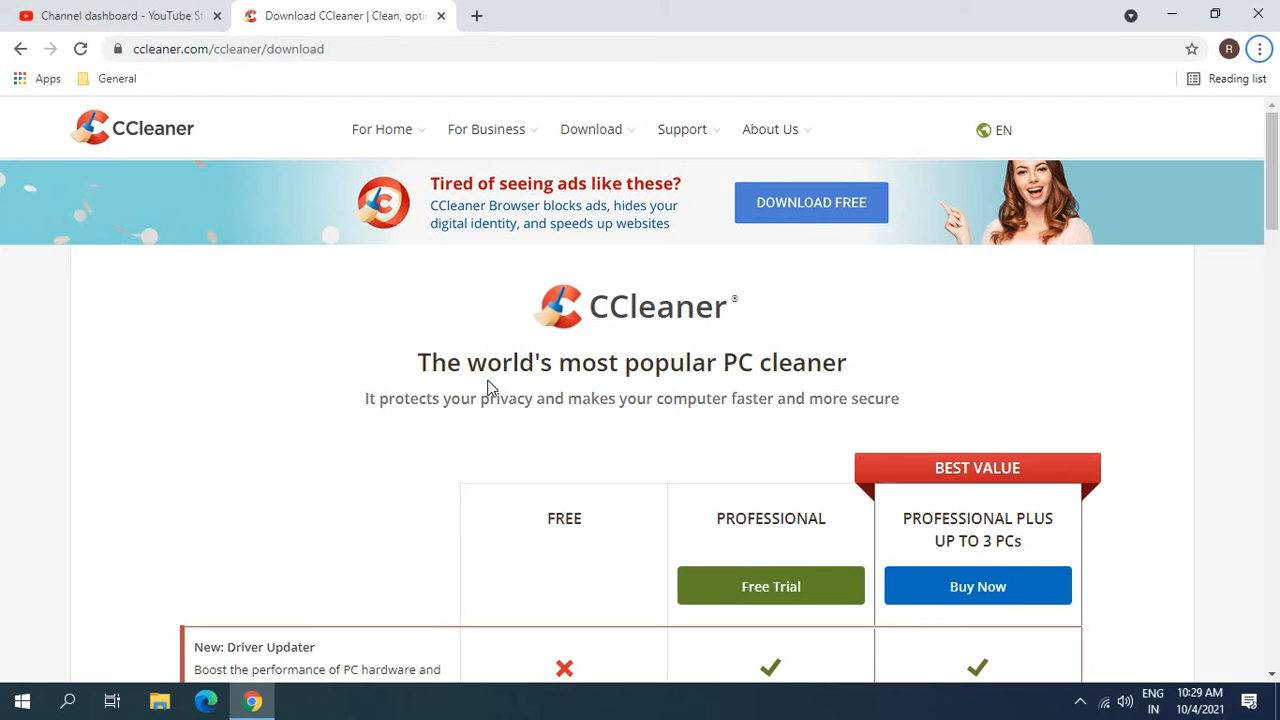 Channel dashboard - YouTube St
Download CCleaner | Clean, opti
ccleaner.com/ccleaner/download
R
Apps
General
Reading list
CCleaner
For Home
For Business
Download
Support
About Us
EN
Tired of seeing ads like these?
CCleaner Browser blocks ads, hides your
digital identity, and speeds up websites
DOWNLOAD FREE
CCleaner®
The world's most popular PC cleaner
It protects your privacy and makes your computer faster and more secure
BEST VALUE
FREE
PROFESSIONAL
PROFESSIONAL PLUS
UP TO 3 PCs
Free Trial
Buy Now
New: Driver Updater
Boost the performance of PC hardware and
ENG
IN
10:29 AM
10/4/2021